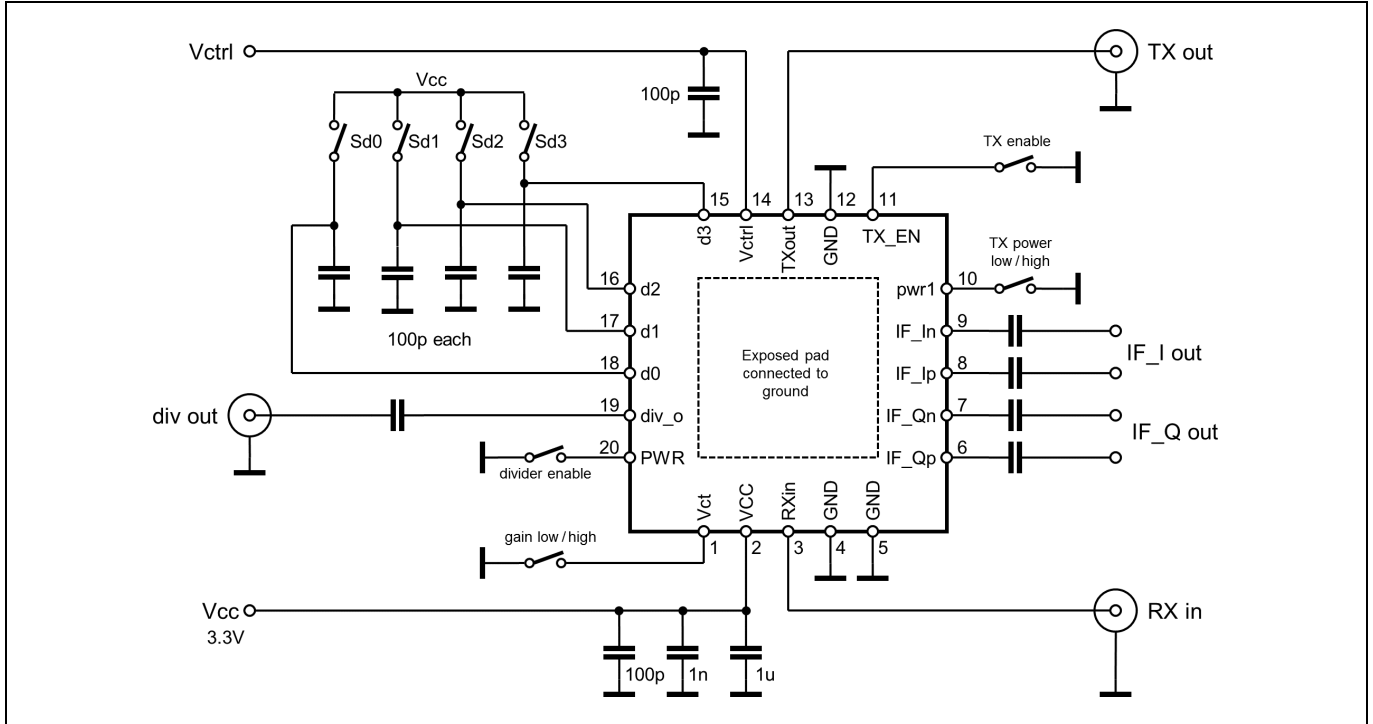 Vctrl
TX out
Vcc
100p
Sd0
Sd1
Sd2
Sd3
TX enable
15
14
13
12
11
d3
Vctrl
TXout
GND
TX_EN
TX power
low / high
16
d2
pwr1
10
17
d1
IF_In
9
100p each
IF_I out
18
d0
Exposed pad
connected to
ground
IF_Ip
8
div out
19
div_o
IF_Qn
7
IF_Q out
20
PWR
IF_Qp
6
divider enable
Vct
VCC
RXin
GND
GND
gain low / high
1
2
3
4
5
Vcc
3.3V
RX in
100p
1n
1u